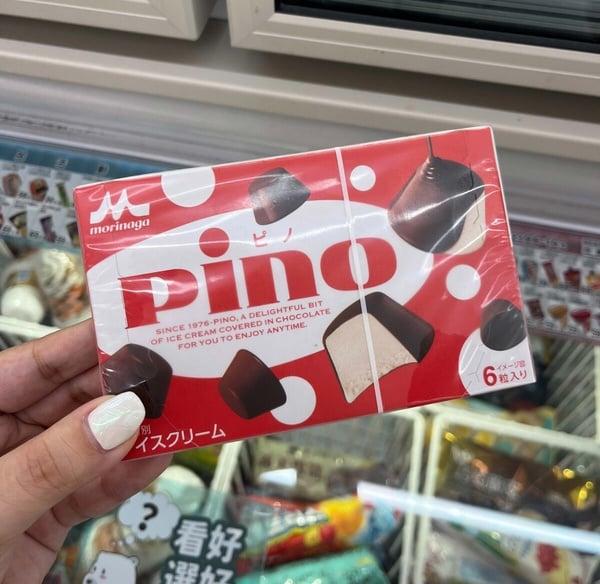 morinaga
ピノ
pino
SINCE 1976-PINO, A DELIGHTFUL BIT
OF ICE CREAM COVERED IN CHOCOLATE
FOR YOU TO ENJOY ANYTIME.
イメージ図
6粒入り
別
イスクリーム
?
看好
選好